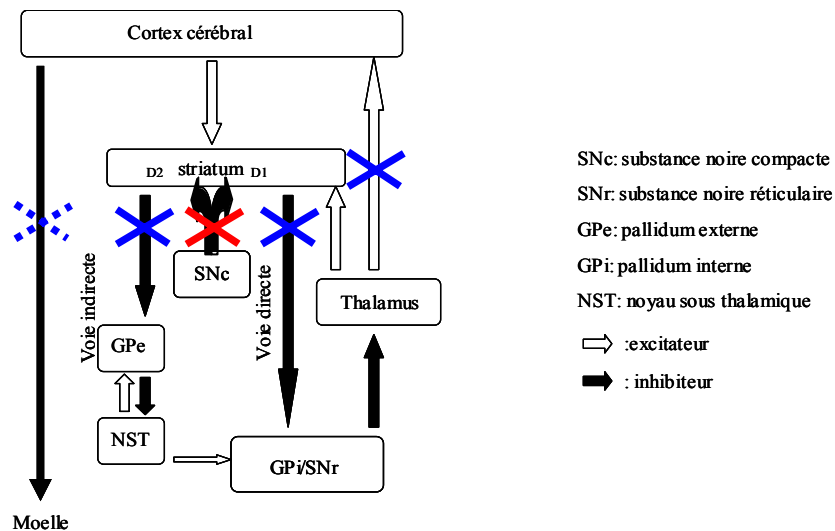 Cortex cérébral
D2 striatum D1
SNc
Voie indirecte
Voie directe
Thalamus
GPe
NST
GPi/SNr
Moelle
SNc: substance noire compacte
SNr: substance noire réticulaire
GPe: pallidum externe
GPi: pallidum interne
NST: noyau sous thalamique
:excitateur
: inhibiteur